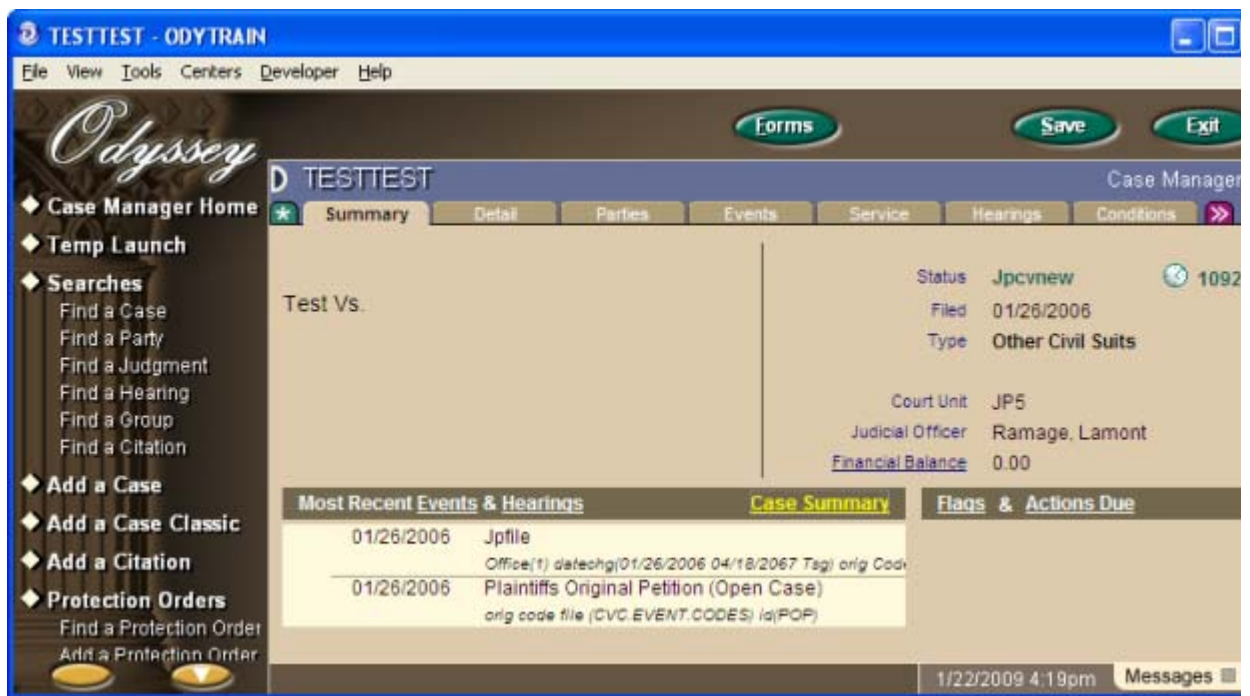 TESTTEST - ODYTRAIN
File View Tools Centers Developer Help
Odyssey
Forms Save Exit
D TESTTEST Case Manager
* Summary Detail Parties Events Service Hearings Conditions »
Case Manager Home
Temp Launch
Searches
Find a Case
Find a Party
Find a Judgment
Find a Hearing
Find a Group
Find a Citation
Add a Case
Add a Case Classic
Add a Citation
Protection Orders
Find a Protection Order
Add a Protection Order
Test Vs.
Status Jpcvnew 1092
Filed 01/26/2006
Type Other Civil Suits
Court Unit JP5
Judicial Officer Ramage, Lamont
Financial Balance 0.00
Most Recent Events & Hearings Case Summary
01/26/2006 Jpfile
Office(1) datechg(01/26/2006 04/18/2067 Tsg) orig Code
01/26/2006 Plaintiffs Original Petition (Open Case)
orig code file (CVC.EVENT.CODES) id(POP)
Flags & Actions Due
1/22/2009 4:19pm Messages